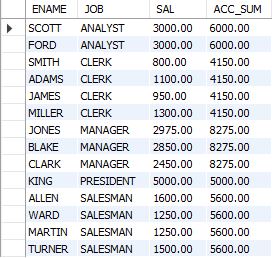 ENAME JOB SAL ACC_SUM
SCOTT ANALYST 3000.00 6000.00
FORD ANALYST 3000.00 6000.00
SMITH CLERK 800.00 4150.00
ADAMS CLERK 1100.00 4150.00
JAMES CLERK 950.00 4150.00
MILLER CLERK 1300.00 4150.00
JONES MANAGER 2975.00 8275.00
BLAKE MANAGER 2850.00 8275.00
CLARK MANAGER 2450.00 8275.00
KING PRESIDENT 5000.00 5000.00
ALLEN SALESMAN 1600.00 5600.00
WARD SALESMAN 1250.00 5600.00
MARTIN SALESMAN 1250.00 5600.00
TURNER SALESMAN 1500.00 5600.00